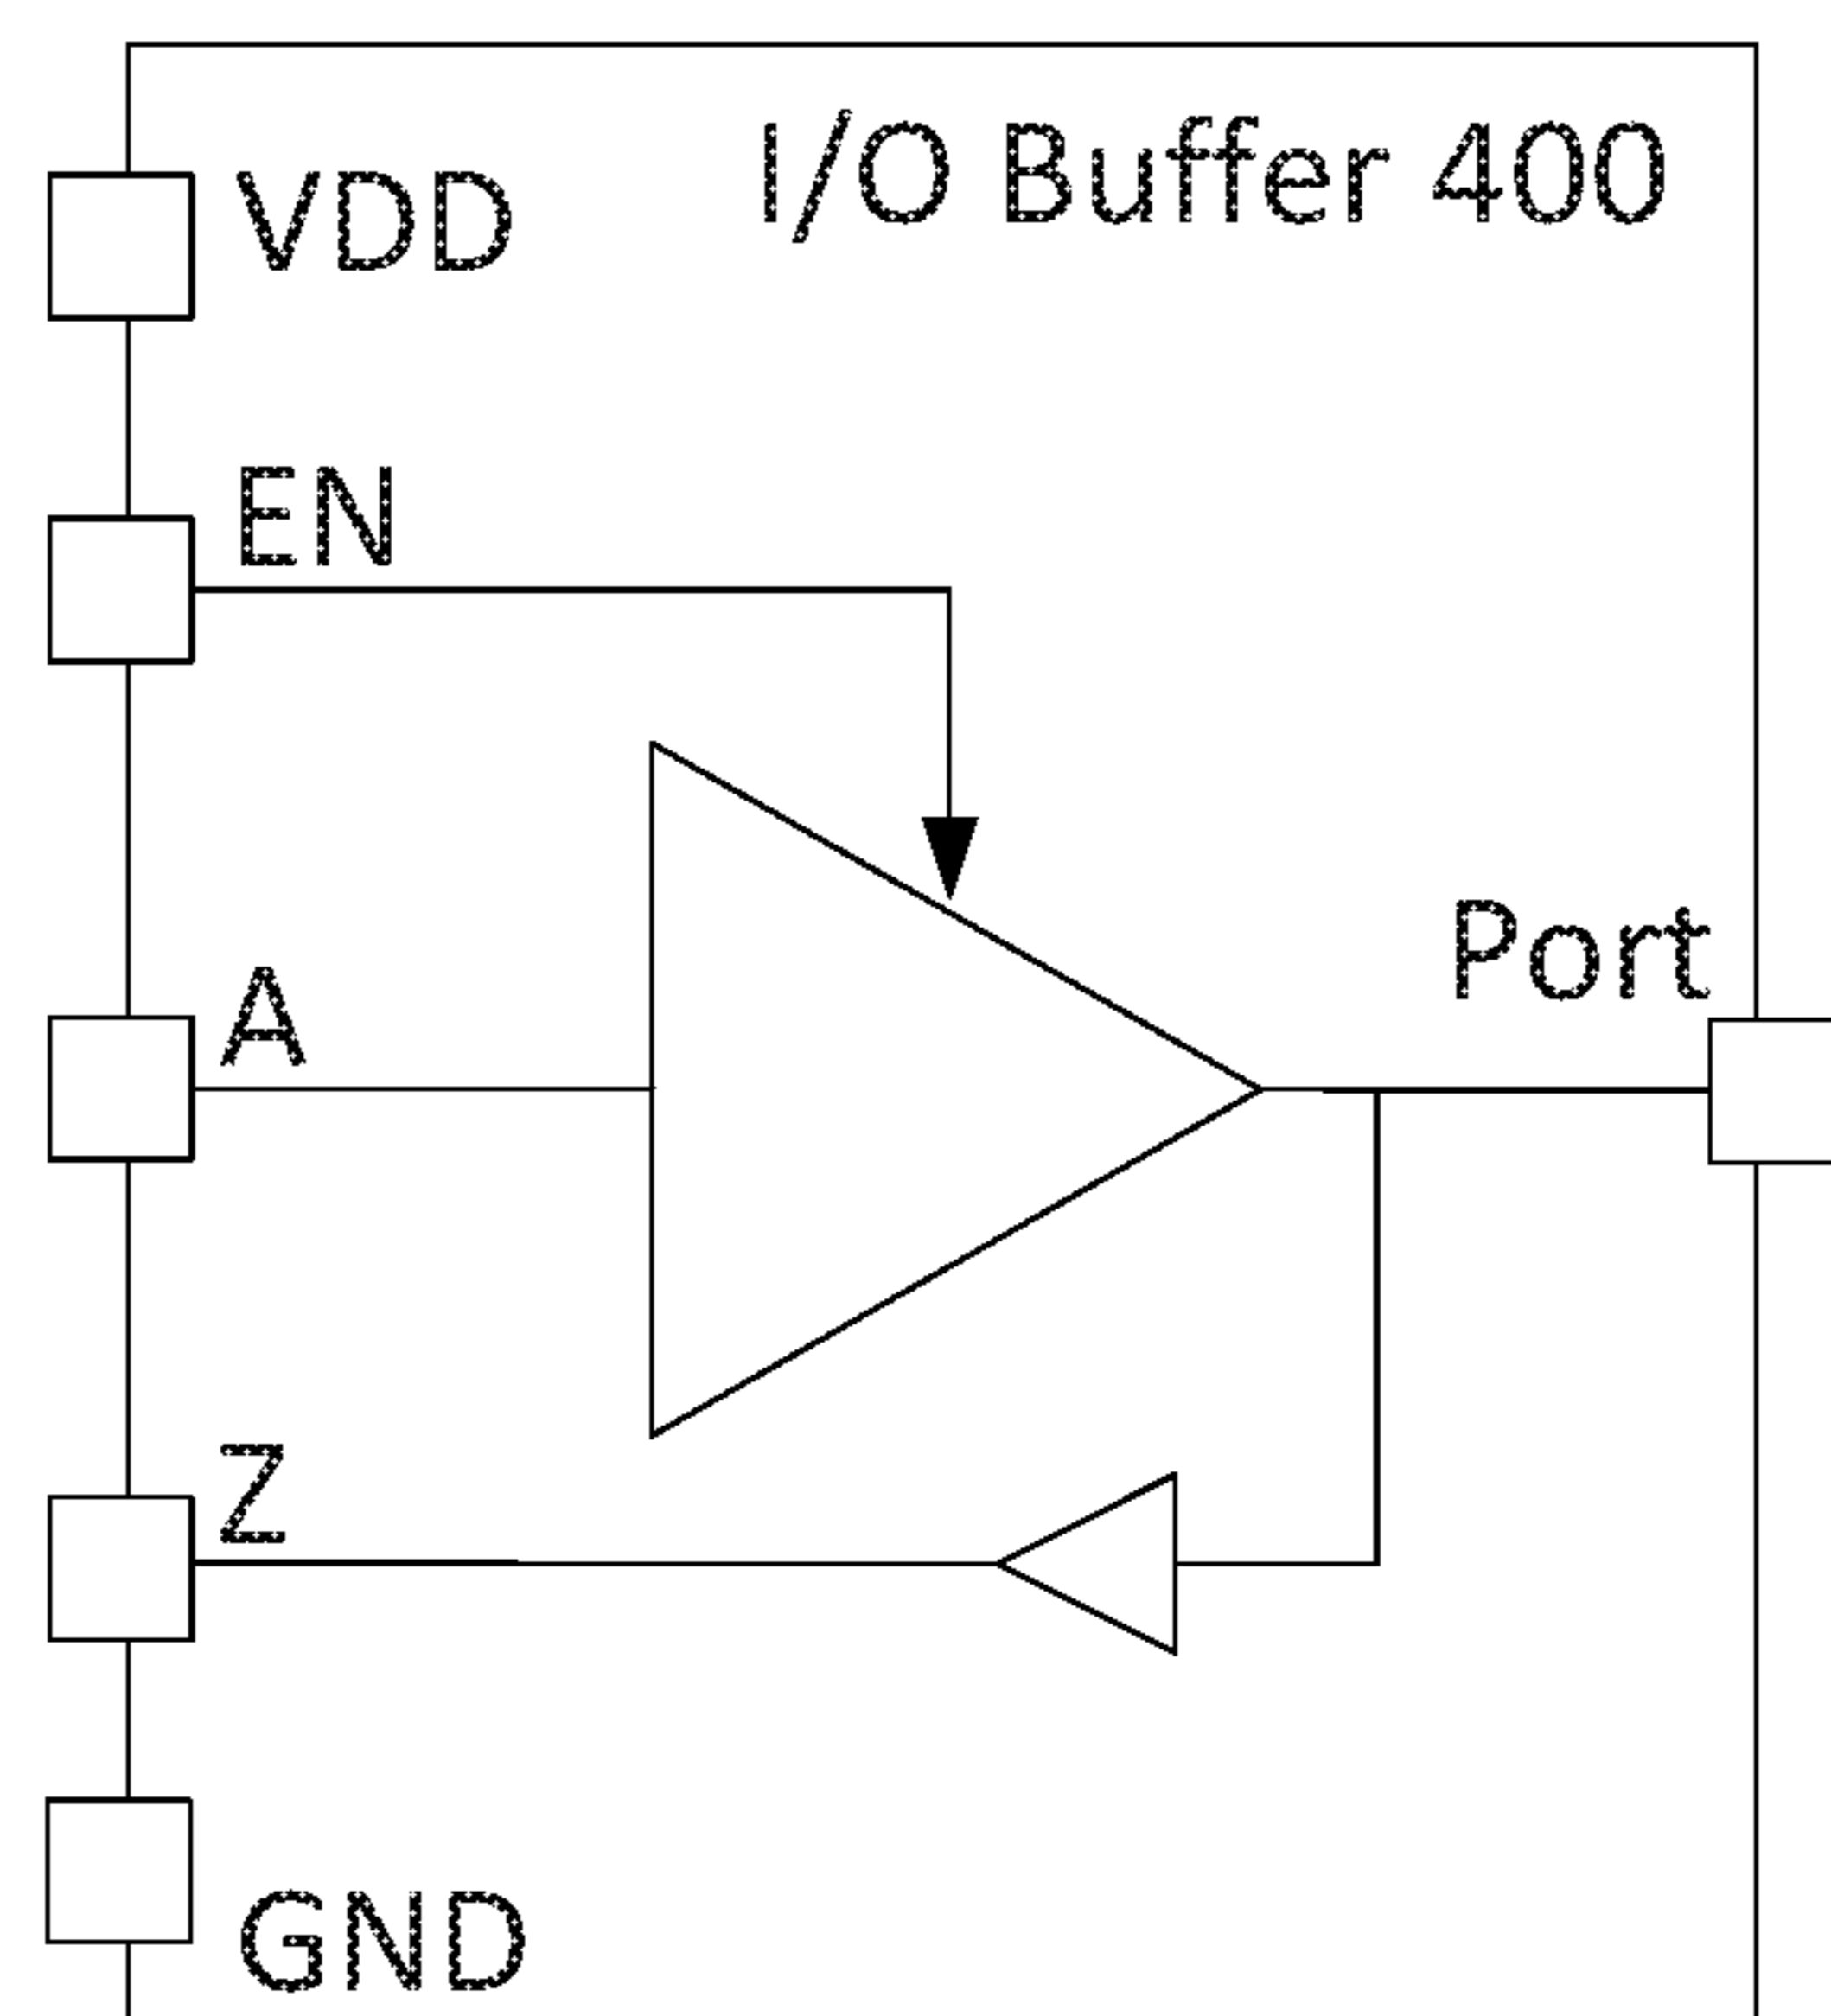 I/O Buffer 400
VDD
EN
A
Port
Z
GND